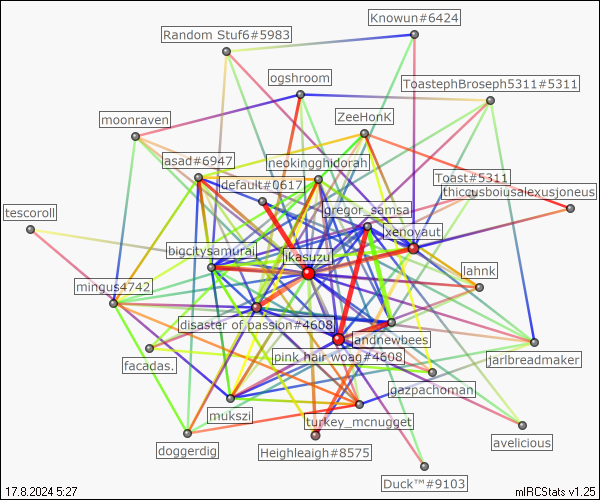 Knowun#6424
Random Stuf6#5983
ogshroom
ToastephBroseph5311#5311
moonraven
ZeeHonK
asad#6947
neokingghidorah
Toast#5311
default#0617
thiccusboiusalexusjoneus
tescoroll
gregor_samsa
xenoyaut
bigcitysamurai
ikasuzu
lahnk
mingus4742
disaster of passion#4608
landnewbees
pink hair woag#4608
facadas.
jarlbreadmaker
gazpachoman
mukszi
turkey_mcnugget
avelicious
doggerdig
Heighleaigh#8575
Duck™#9103
17.8.2024 5:27
mIRCStats v1.25